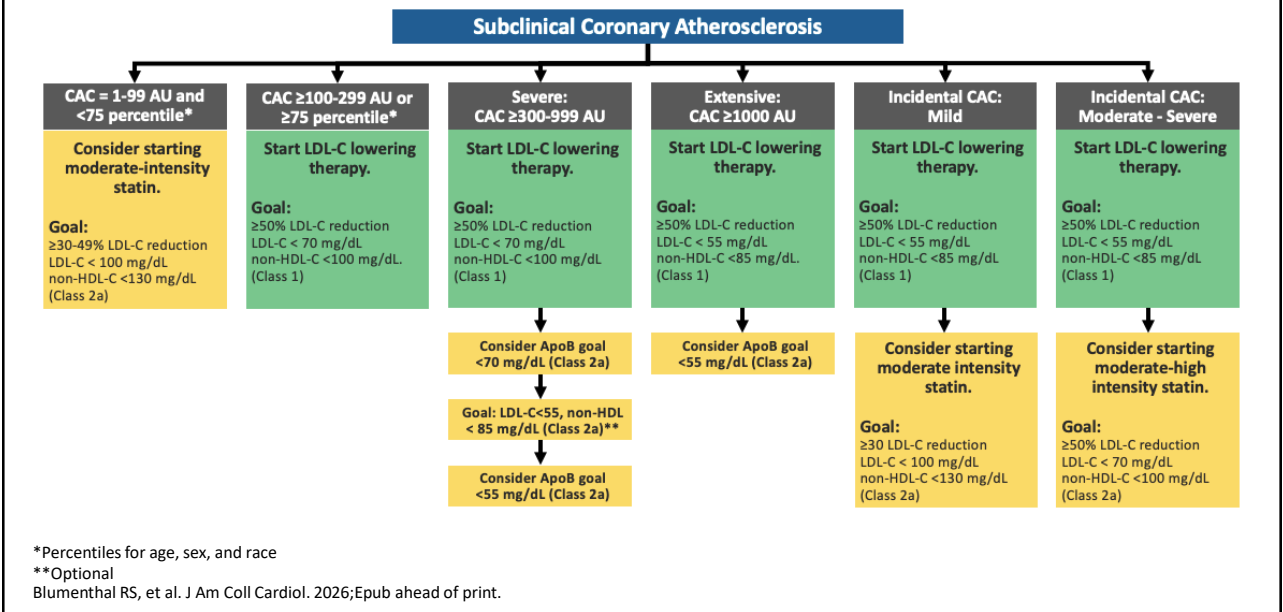 Subclinical Coronary Atherosclerosis
CAC = 1-99 AU and
<75 percentile*
Consider starting
moderate-intensity
statin.
Goal:
≥30-49% LDL-C reduction
LDL-C < 100 mg/dL
non-HDL-C <130 mg/dL
(Class 2a)
CAC ≥100-299 AU or
≥75 percentile*
Start LDL-C lowering
therapy.
Goal:
≥50% LDL-C reduction
LDL-C < 70 mg/dL
non-HDL-C <100 mg/dL.
(Class 1)
Severe:
CAC ≥300-999 AU
Start LDL-C lowering
therapy.
Goal:
≥50% LDL-C reduction
LDL-C < 70 mg/dL
non-HDL-C <100 mg/dL
(Class 1)
Consider ApoB goal
<70 mg/dL (Class 2a)
Goal: LDL-C<55, non-HDL
< 85 mg/dL (Class 2a)**
Consider ApoB goal
<55 mg/dL (Class 2a)
Extensive:
CAC ≥1000 AU
Start LDL-C lowering
therapy.
Goal:
≥50% LDL-C reduction
LDL-C < 55 mg/dL
non-HDL-C <85 mg/dL.
(Class 1)
Consider ApoB goal
<55 mg/dL (Class 2a)
Incidental CAC:
Mild
Start LDL-C lowering
therapy.
Goal:
≥50% LDL-C reduction
LDL-C < 55 mg/dL
non-HDL-C <85 mg/dL
(Class 1)
Consider starting
moderate intensity
statin.
Goal:
≥30 LDL-C reduction
LDL-C < 100 mg/dL
non-HDL-C <130 mg/dL
(Class 2a)
Incidental CAC:
Moderate - Severe
Start LDL-C lowering
therapy.
Goal:
≥50% LDL-C reduction
LDL-C < 55 mg/dL
non-HDL-C <85 mg/dL
(Class 1)
Consider starting
moderate-high
intensity statin.
Goal:
≥50% LDL-C reduction
LDL-C < 70 mg/dL
non-HDL-C <100 mg/dL
(Class 2a)
*Percentiles for age, sex, and race
**Optional
Blumenthal RS, et al. J Am Coll Cardiol. 2026;Epub ahead of print.